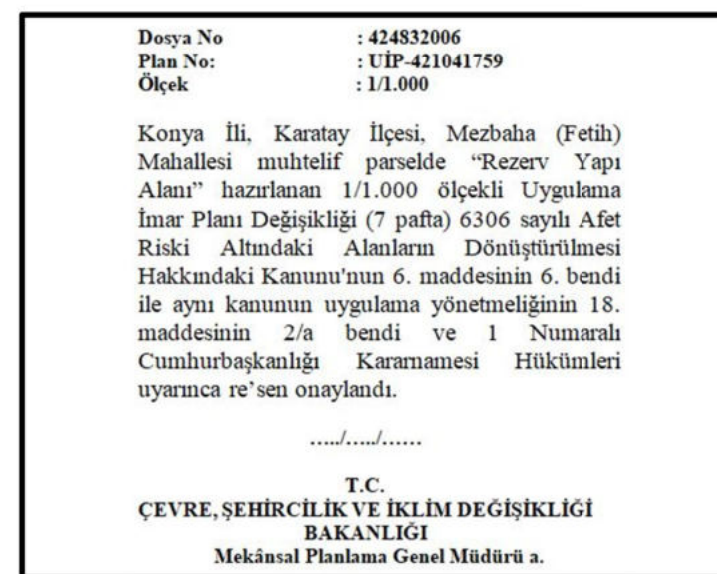 Dosya No : 424832006
Plan No: : UİP-421041759
Ölçek : 1/1.000
Konya İli, Karatay İlçesi, Mezbaha (Fetih)
Mahallesi muhtelif parselde “Rezerv Yapı
Alanı” hazırlanan 1/1.000 ölçekli Uygulama
İmar Planı Değişikliği (7 pafta) 6306 sayılı Afet
Riski Altındaki Alanların Dönüştürülmesi
Hakkındaki Kanunu'nun 6. maddesinin 6. bendi
ile aynı kanunun uygulama yönetmeliğinin 18.
maddesinin 2/a bendi ve 1 Numaralı
Cumhurbaşkanlığı Kararnamesi Hükümleri
uyarınca re’sen onaylandı.
…../…../……
T.C.
ÇEVRE, ŞEHİRCİLİK VE İKLİM DEĞİŞİKLİĞİ
BAKANLIĞI
Mekânsal Planlama Genel Müdürü a.